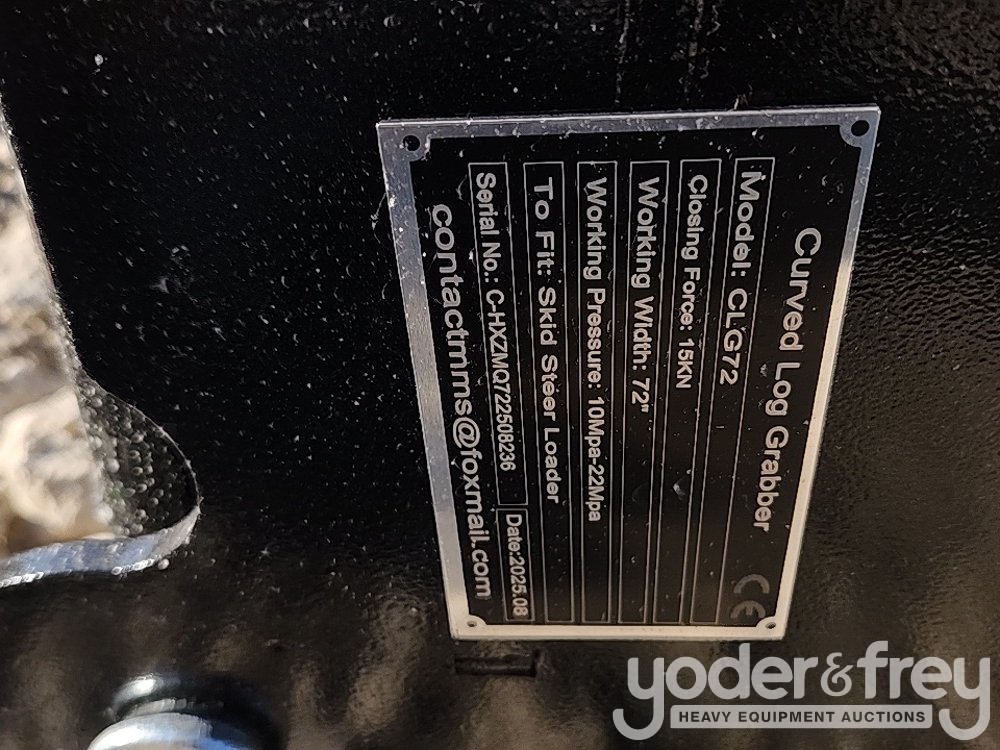 Curved Log Grabber CE
Model: CLG72
Closing Force: 15KN
Working Width: 72"
Working Pressure: 10Mpa-22Mpa
To Fit: Skid Steer Loader
Serial No.: C-HXZMQ722508236 Date:2025.08
contactmms@foxmail.com
yoder&frey
HEAVY EQUIPMENT AUCTIONS